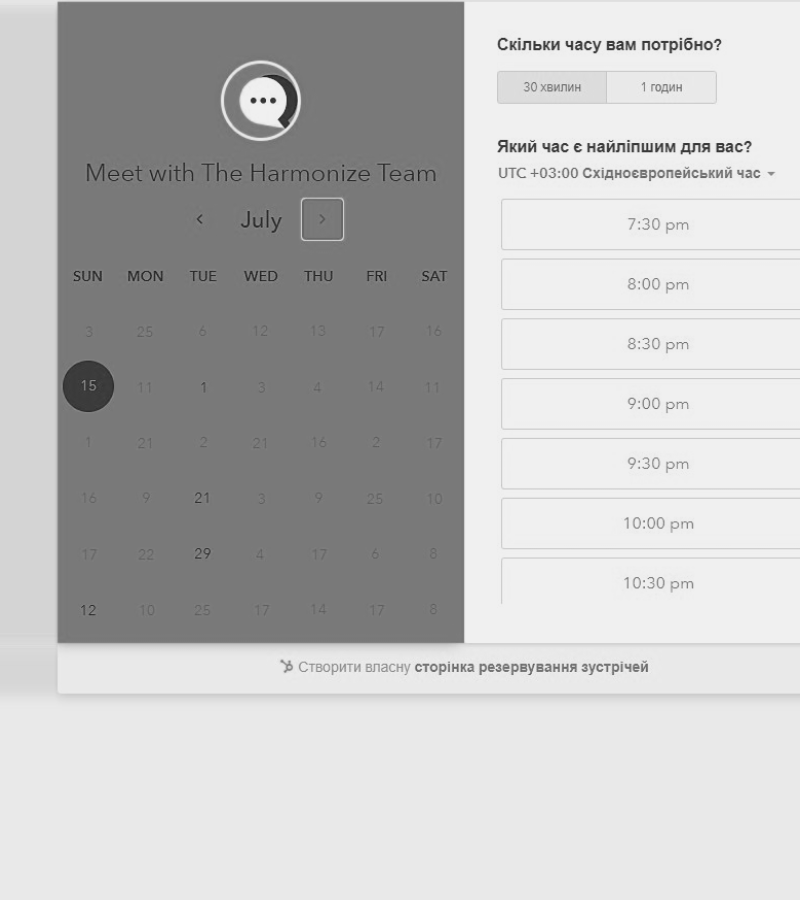 Meet with The Harmonize Team
July
SUN MON TUE WED THU FRI SAT
3 25 6 12 13 17 16
15 11 1 3 4 14 11
1 21 2 21 16 2 17
16 9 21 3 9 25 10
17 22 29 4 17 6 8
12 10 25 17 14 17 8
Скільки часу вам потрібно?
30 хвилин 1 годин
Який час є найліпшим для вас?
UTC +03:00 Східноєвропейський час
7:30 pm
8:00 pm
8:30 pm
9:00 pm
9:30 pm
10:00 pm
10:30 pm
Створити власну сторінка резервування зустрічей